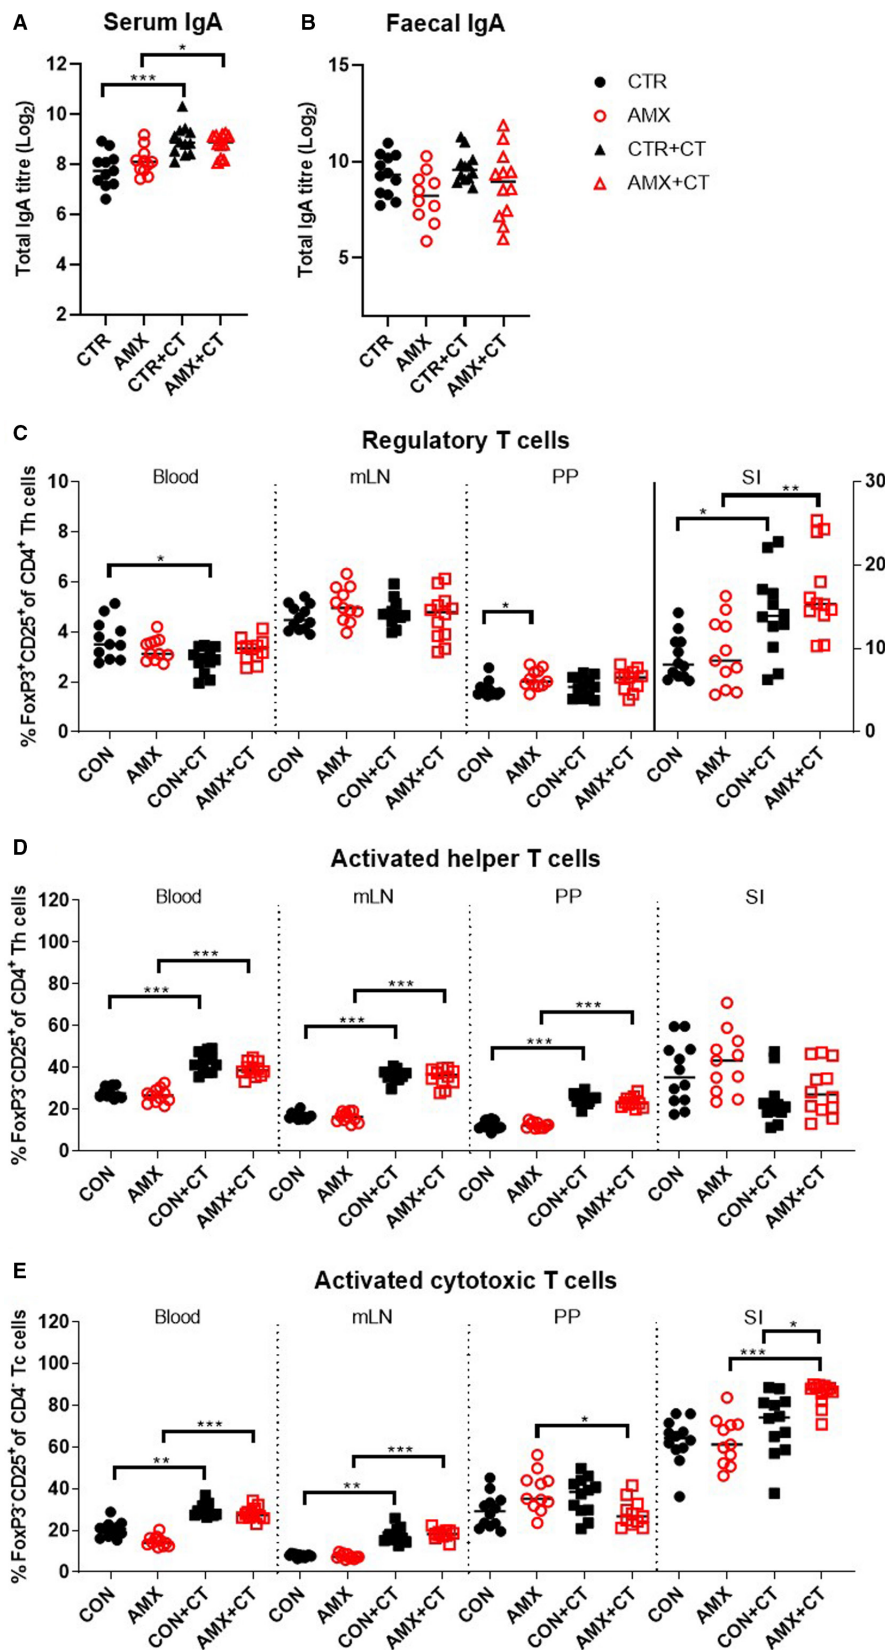 A
Serum IgA
Total IgA titre (Log2)
12
10
8
6
4
2
***
*
CTR
AMX
CTR+CT
AMX+CT
B
Faecal IgA
Total IgA titre (Log2)
15
10
5
CTR
AMX
CTR+CT
AMX+CT
CTR
AMX
CTR+CT
AMX+CT
C
Regulatory T cells
Blood
mLN
PP
SI
% FoxP3+CD25+ of CD4+ Th cells
10
8
6
4
2
0
30
20
10
0
*
*
*
**
CON
AMX
CON+CT
AMX+CT
CON
AMX
CON+CT
AMX+CT
CON
AMX
CON+CT
AMX+CT
CON
AMX
CON+CT
AMX+CT
D
Activated helper T cells
Blood
mLN
PP
SI
% FoxP3-CD25+ of CD4+ Th cells
120
100
80
60
40
20
0
***
***
***
***
***
***
CON
AMX
CON+CT
AMX+CT
CON
AMX
CON+CT
AMX+CT
CON
AMX
CON+CT
AMX+CT
CON
AMX
CON+CT
AMX+CT
E
Activated cytotoxic T cells
Blood
mLN
PP
SI
% FoxP3-CD25+ of CD4- Tc cells
120
100
80
60
40
20
0
**
***
**
***
*
***
*
CON
AMX
CON+CT
AMX+CT
CON
AMX
CON+CT
AMX+CT
CON
AMX
CON+CT
AMX+CT
CON
AMX
CON+CT
AMX+CT